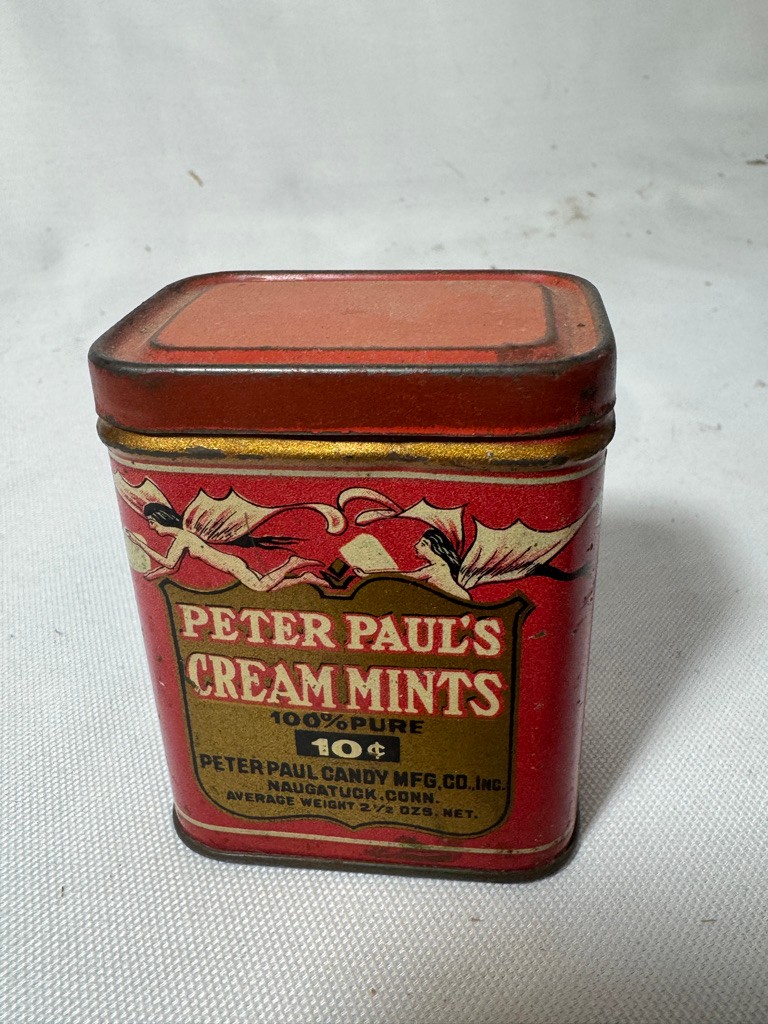 PETER PAUL'S
CREAM MINTS
100% PURE
10¢
PETER PAUL CANDY MFG. CO., INC.
NAUGATUCK, CONN.
AVERAGE WEIGHT 2 1/2 OZS. NET.